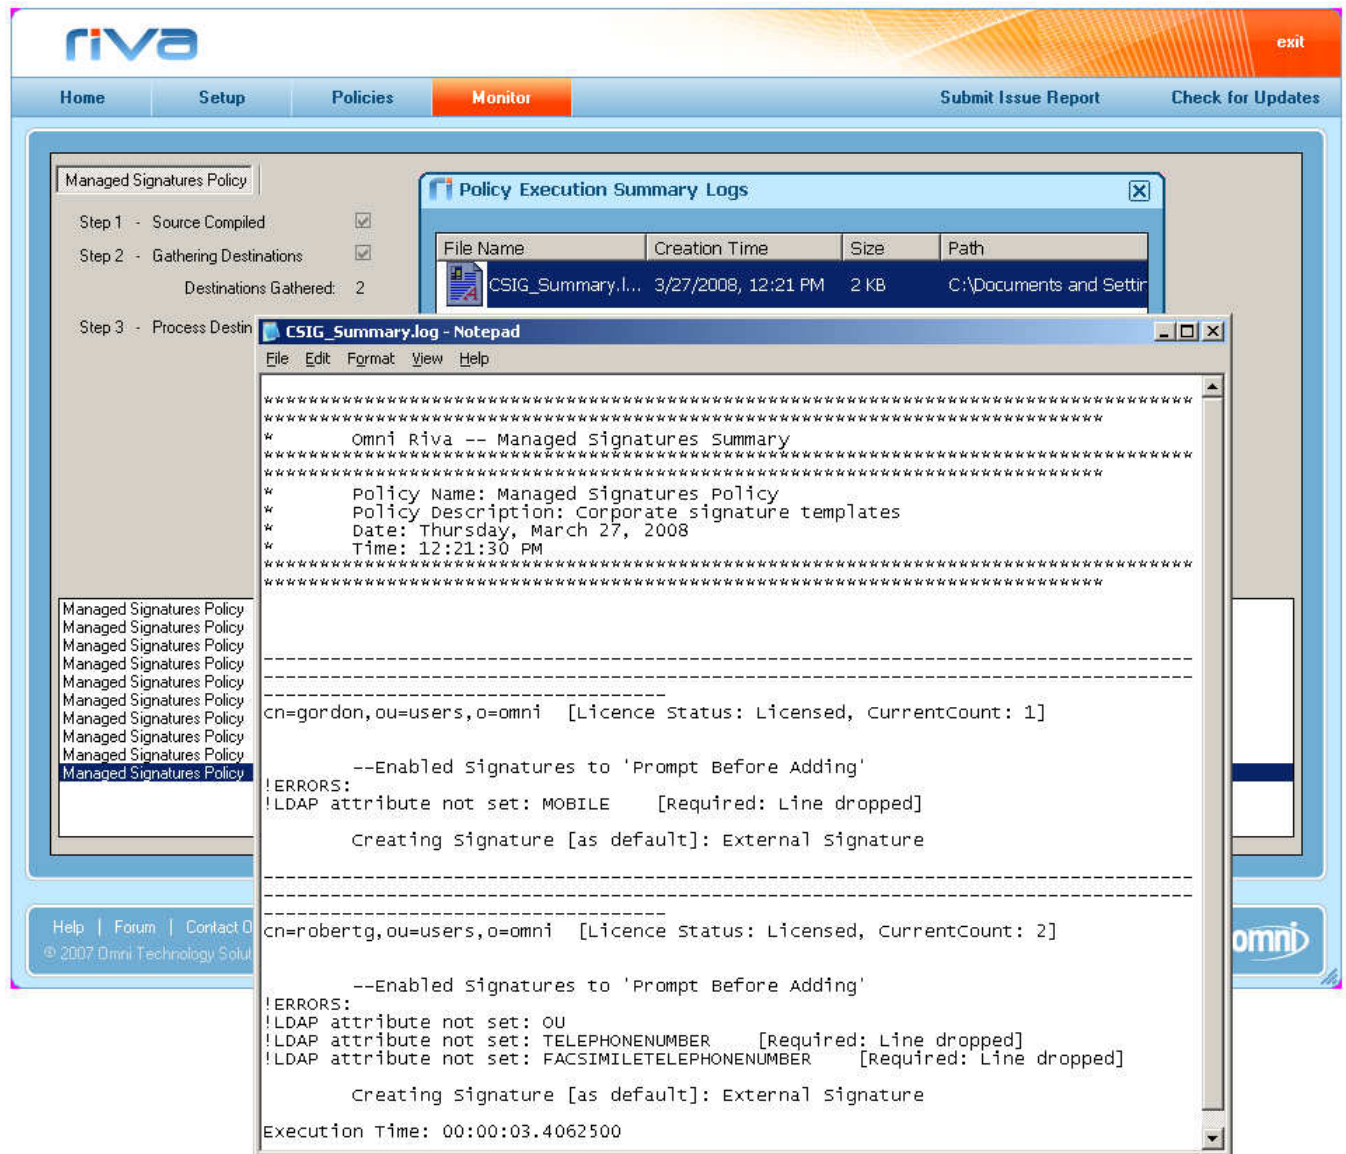 riva
exit
Home Setup Policies Monitor Submit Issue Report Check for Updates
Managed Signatures Policy
Step 1 - Source Compiled
Step 2 - Gathering Destinations
Destinations Gathered: 2
Step 3 - Process Destin
Policy Execution Summary Logs
File Name Creation Time Size Path
CSIG_Summary.l... 3/27/2008, 12:21 PM 2 KB C:\Documents and Settin
CSIG_Summary.log - Notepad
File Edit Format View Help
***********************************************************************************
***************************************************************************
* Omni Riva -- Managed Signatures Summary
***********************************************************************************
***************************************************************************
* Policy Name: Managed Signatures Policy
* Policy Description: Corporate signature templates
* Date: Thursday, March 27, 2008
* Time: 12:21:30 PM
***********************************************************************************
***************************************************************************
-----------------------------------------------------------------------------------
-----------------------------------------------------------------------------------
------------------------------------
cn=gordon,ou=users,o=omni [Licence Status: Licensed, CurrentCount: 1]
--Enabled Signatures to 'Prompt Before Adding'
!ERRORS:
!LDAP attribute not set: MOBILE [Required: Line dropped]
Creating Signature [as default]: External Signature
-----------------------------------------------------------------------------------
-----------------------------------------------------------------------------------
------------------------------------
cn=robertg,ou=users,o=omni [Licence Status: Licensed, CurrentCount: 2]
--Enabled Signatures to 'Prompt Before Adding'
!ERRORS:
!LDAP attribute not set: OU
!LDAP attribute not set: TELEPHONENUMBER [Required: Line dropped]
!LDAP attribute not set: FACSIMILETELEPHONENUMBER [Required: Line dropped]
Creating Signature [as default]: External Signature
Execution Time: 00:00:03.4062500
Managed Signatures Policy
Managed Signatures Policy
Managed Signatures Policy
Managed Signatures Policy
Managed Signatures Policy
Managed Signatures Policy
Managed Signatures Policy
Managed Signatures Policy
Managed Signatures Policy
Managed Signatures Policy
Help | Forum | Contact O
© 2007 Omni Technology Solut
omni